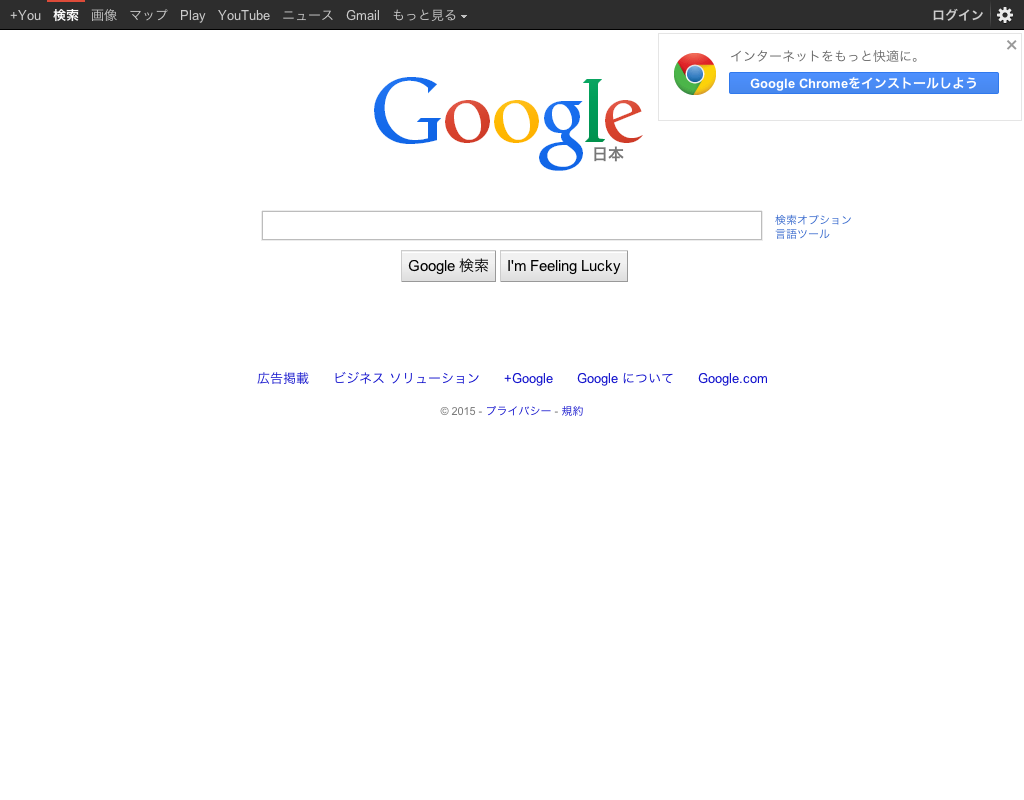 +You 検索 画像 マップ Play YouTube ニュース Gmail もっと見る ログイン
インターネットをもっと快適に。
Google Chromeをインストールしよう
Google
日本
検索オプション
言語ツール
Google 検索 I'm Feeling Lucky
広告掲載 ビジネス ソリューション +Google Google について Google.com
© 2015 - プライバシー - 規約